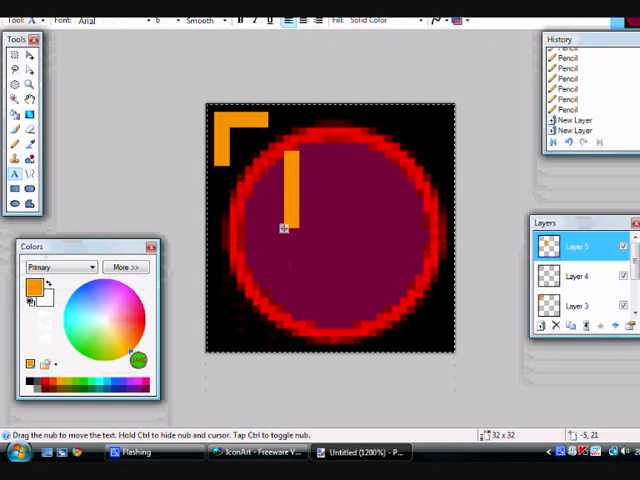 Tool: A Font: Arial 6 Smooth B I U Fill: Solid Color
Tools
History
Pencil
Pencil
Pencil
Pencil
Pencil
Pencil
New Layer
New Layer
Layers
Layer 5
Layer 4
Layer 3
Colors
Primary
More >>
Drag the nub to move the text. Hold Ctrl to hide nub and cursor. Tap Ctrl to toggle nub.
32 x 32
-5, 21
Flashing
IconArt - Freeware V...
Untitled (1200%) - P...